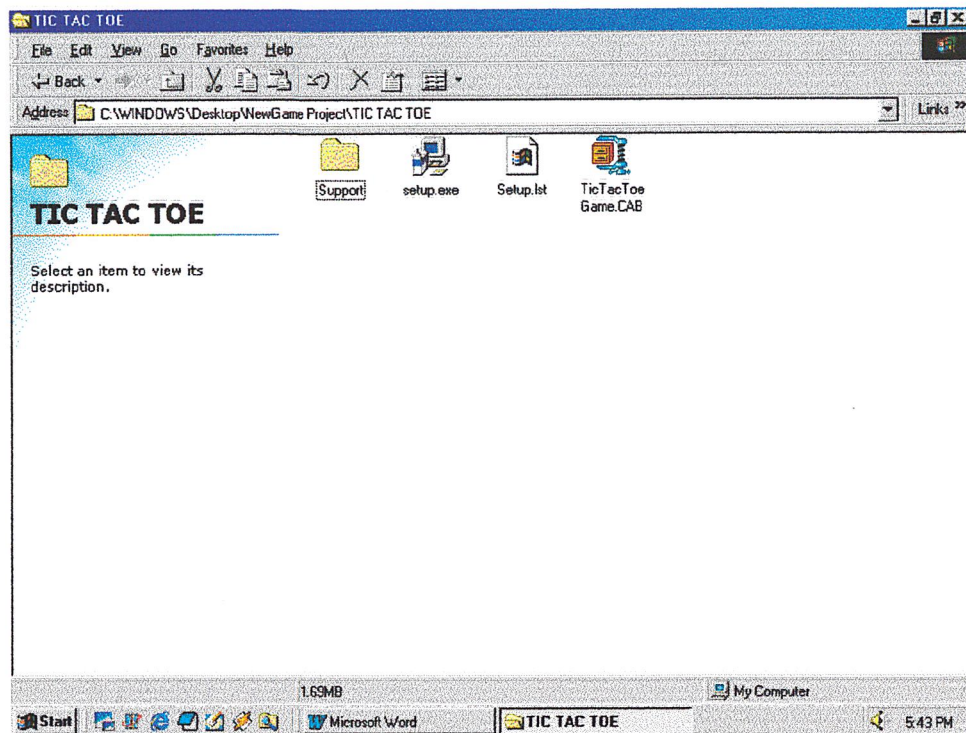 TIC TAC TOE
File Edit View Go Favorites Help
Back
Address C:\WINDOWS\Desktop\NewGame Project\TIC TAC TOE Links »
Support setup.exe Setup.lst TicTacToe
Game.CAB
TIC TAC TOE
Select an item to view its
description.
1.69MB My Computer
Start Microsoft Word TIC TAC TOE 5:43 PM